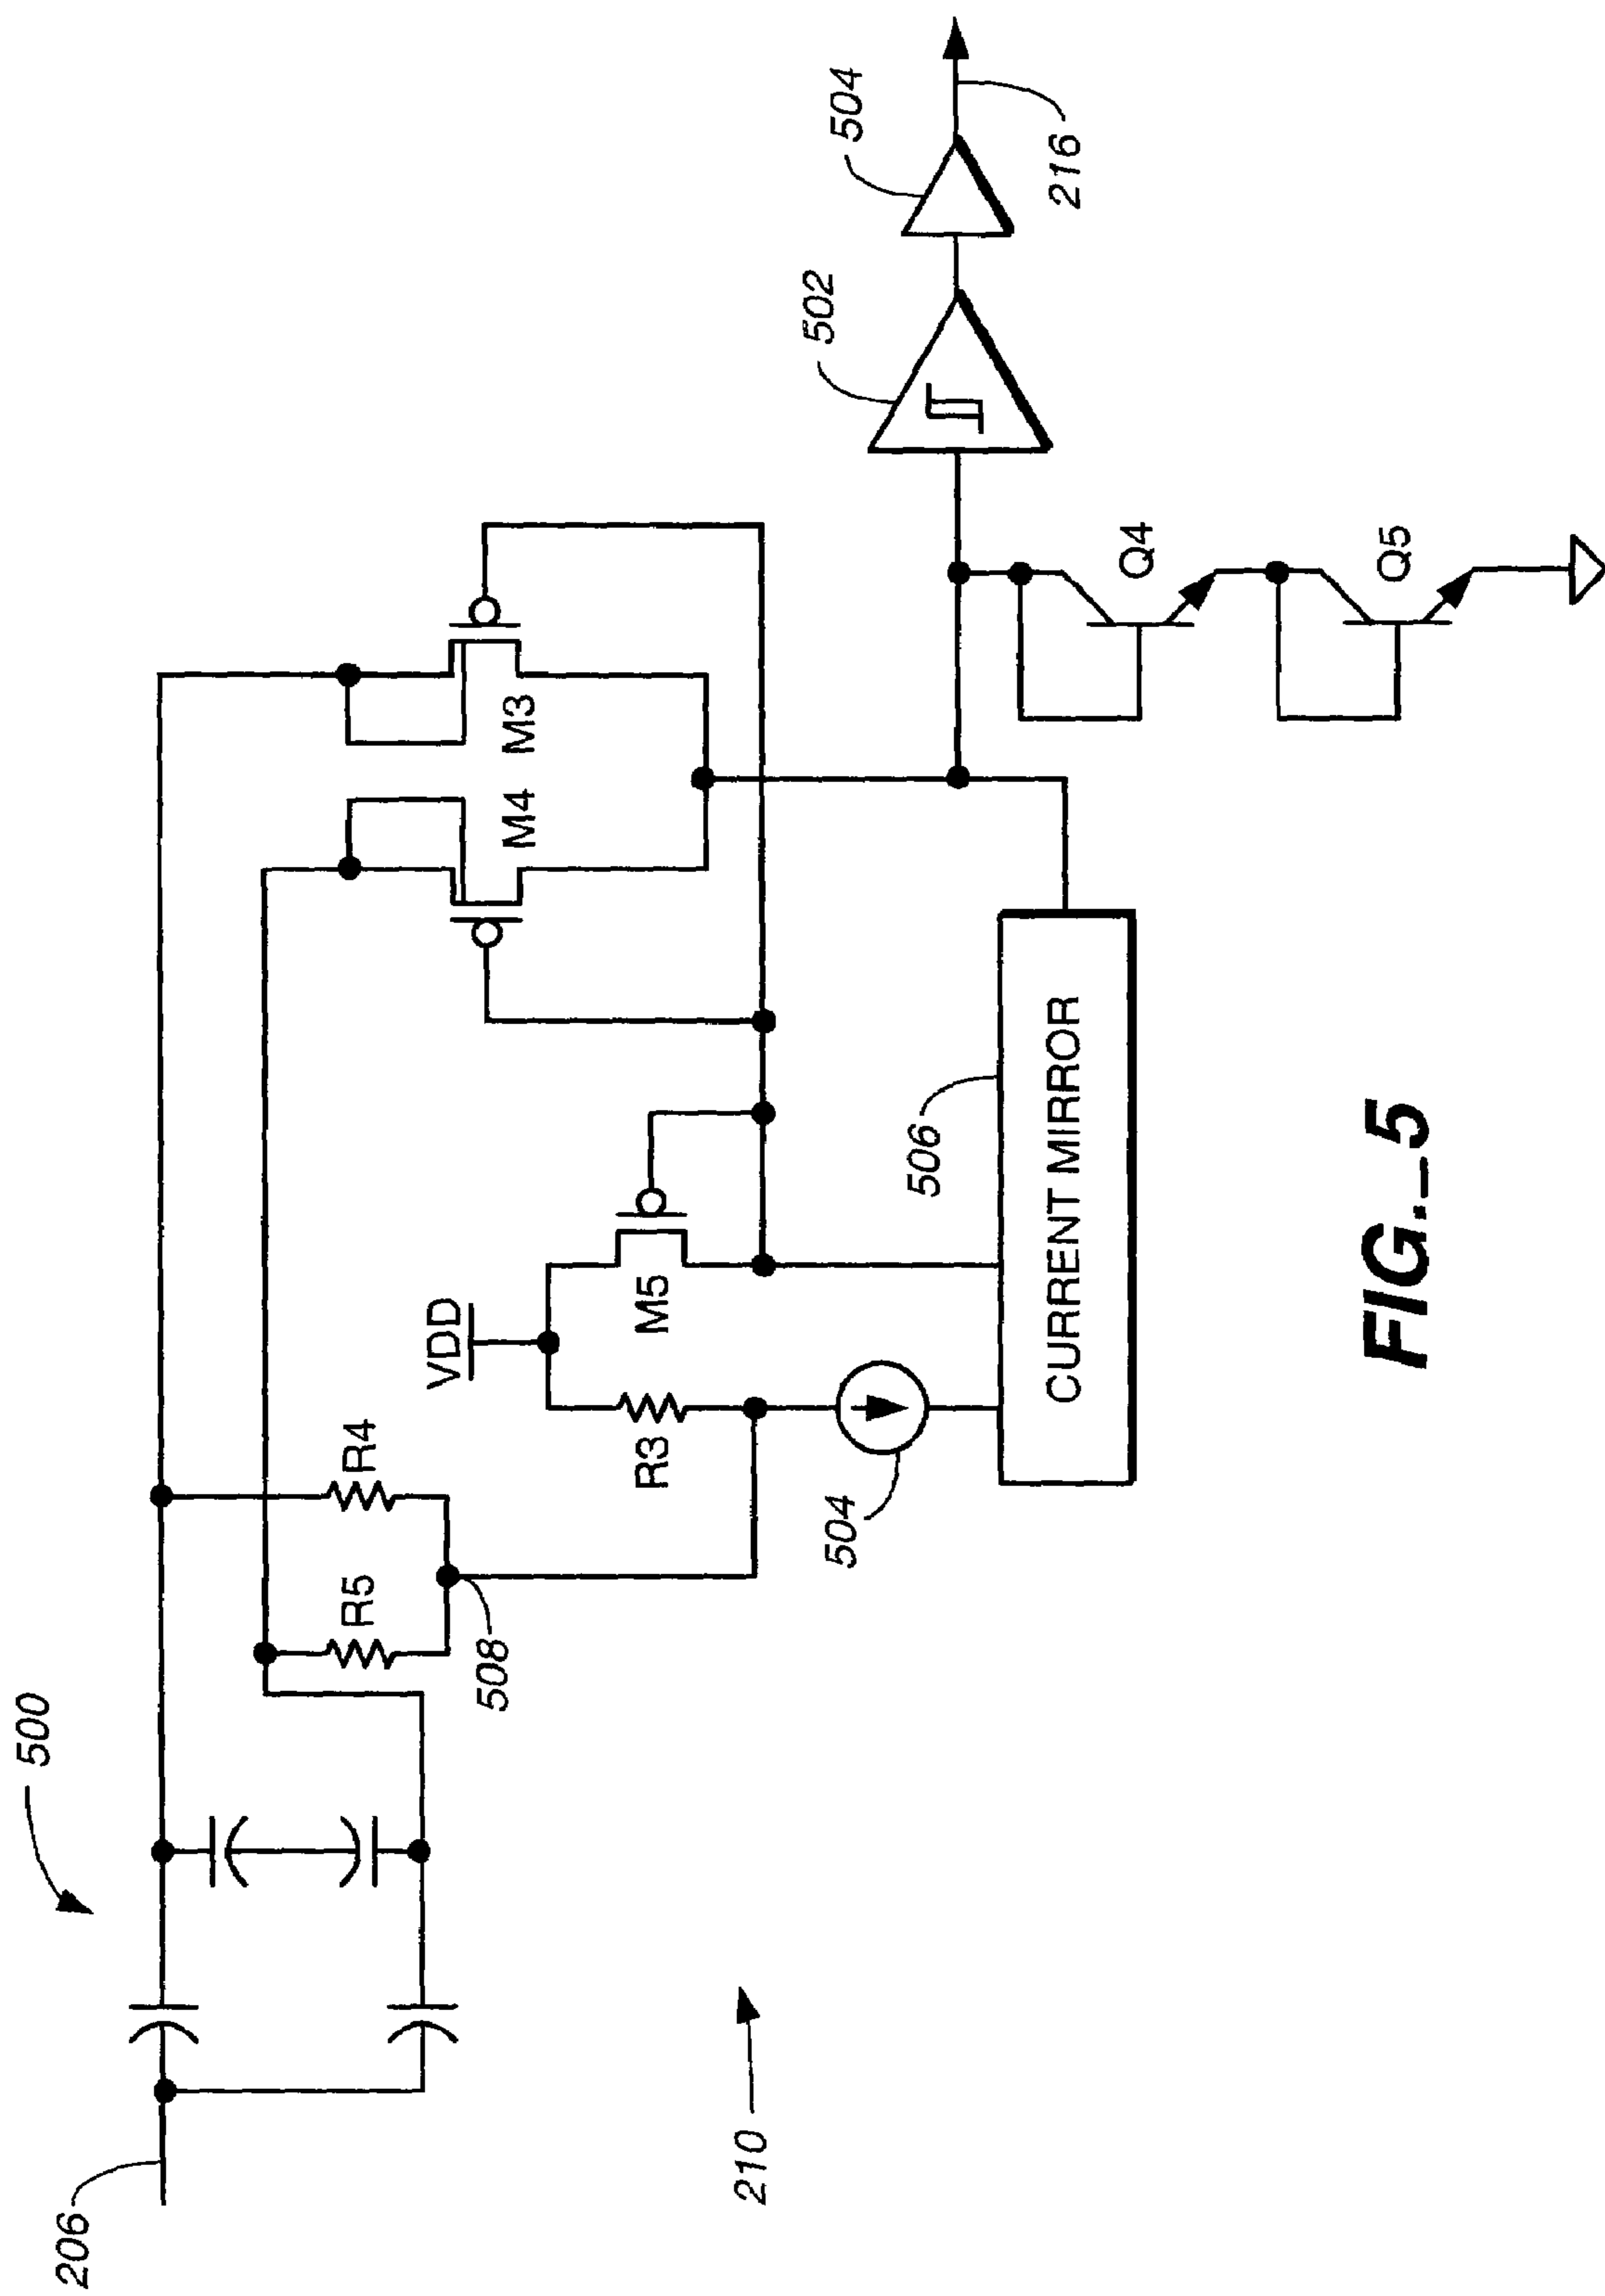 500
206
R5
R4
508
VDD
R3
M5
M4
M3
504
502
504
216
506
CURRENT MIRROR
Q4
Q5
210
FIG._5